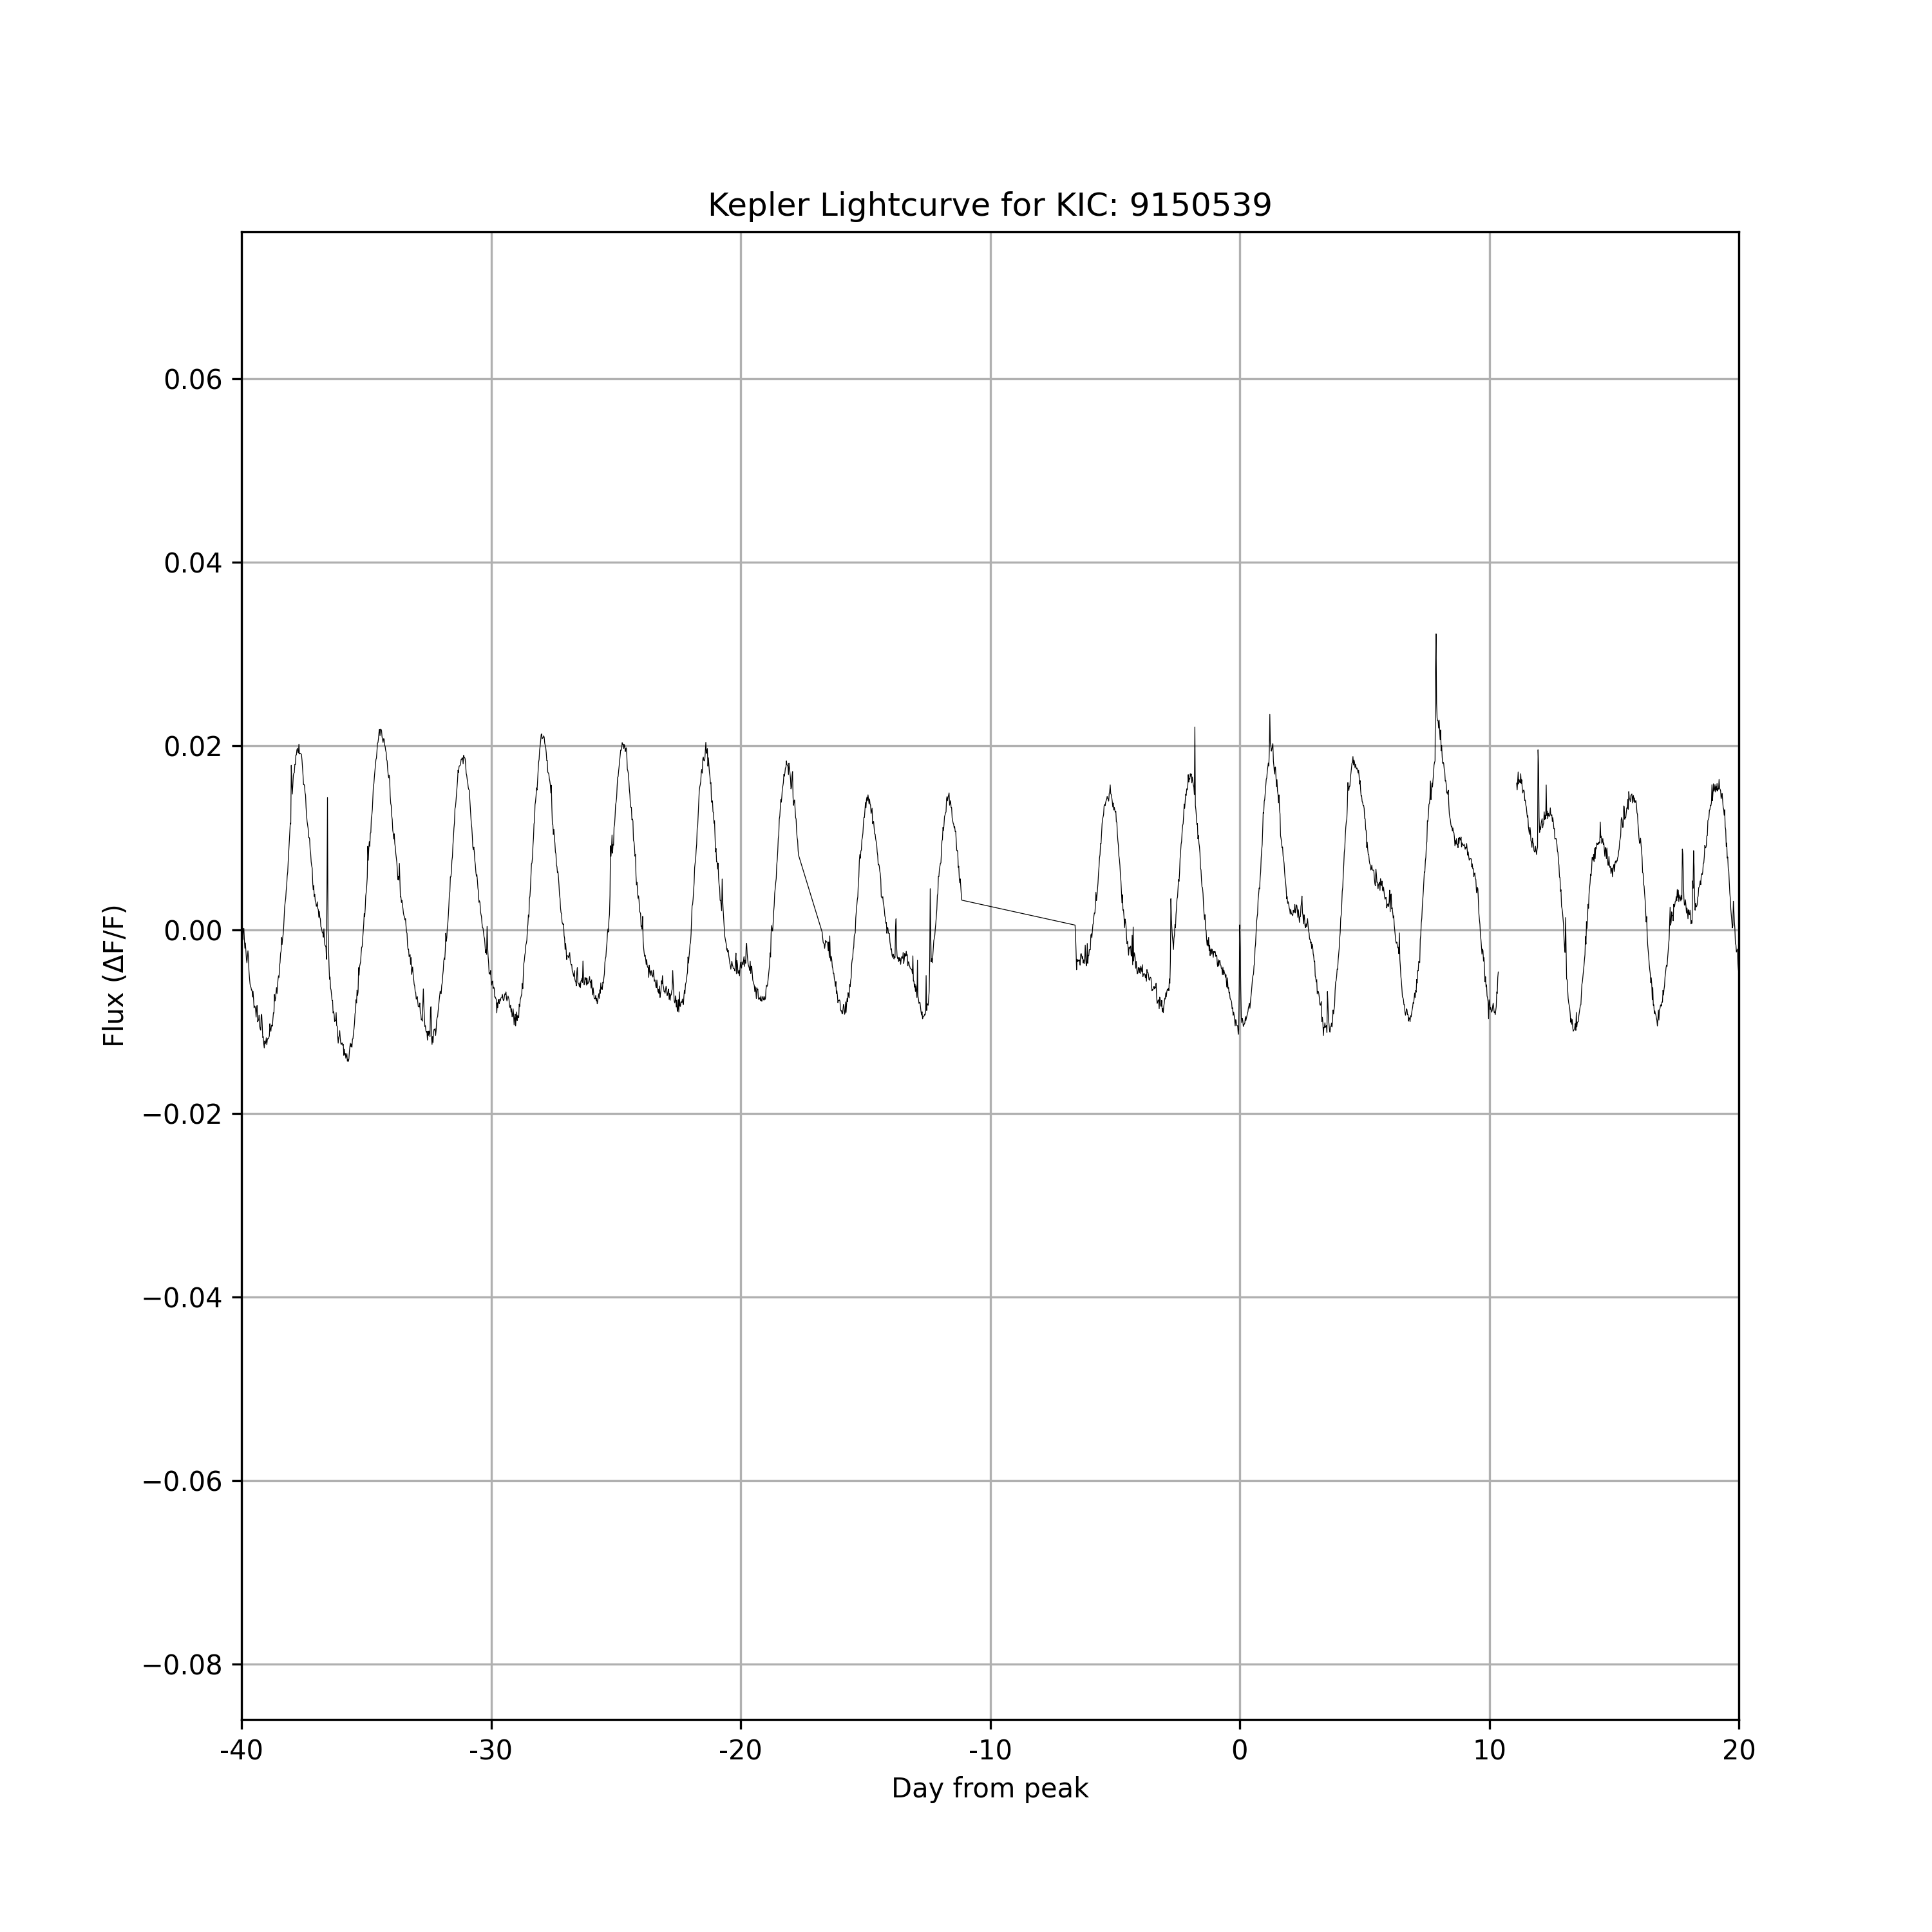 Kepler Lightcurve for KIC: 9150539
0.06
0.04
0.02
0.00
−0.02
−0.04
−0.06
−0.08
Flux (ΔF/F)
-40 -30 -20 -10 0 10 20
Day from peak